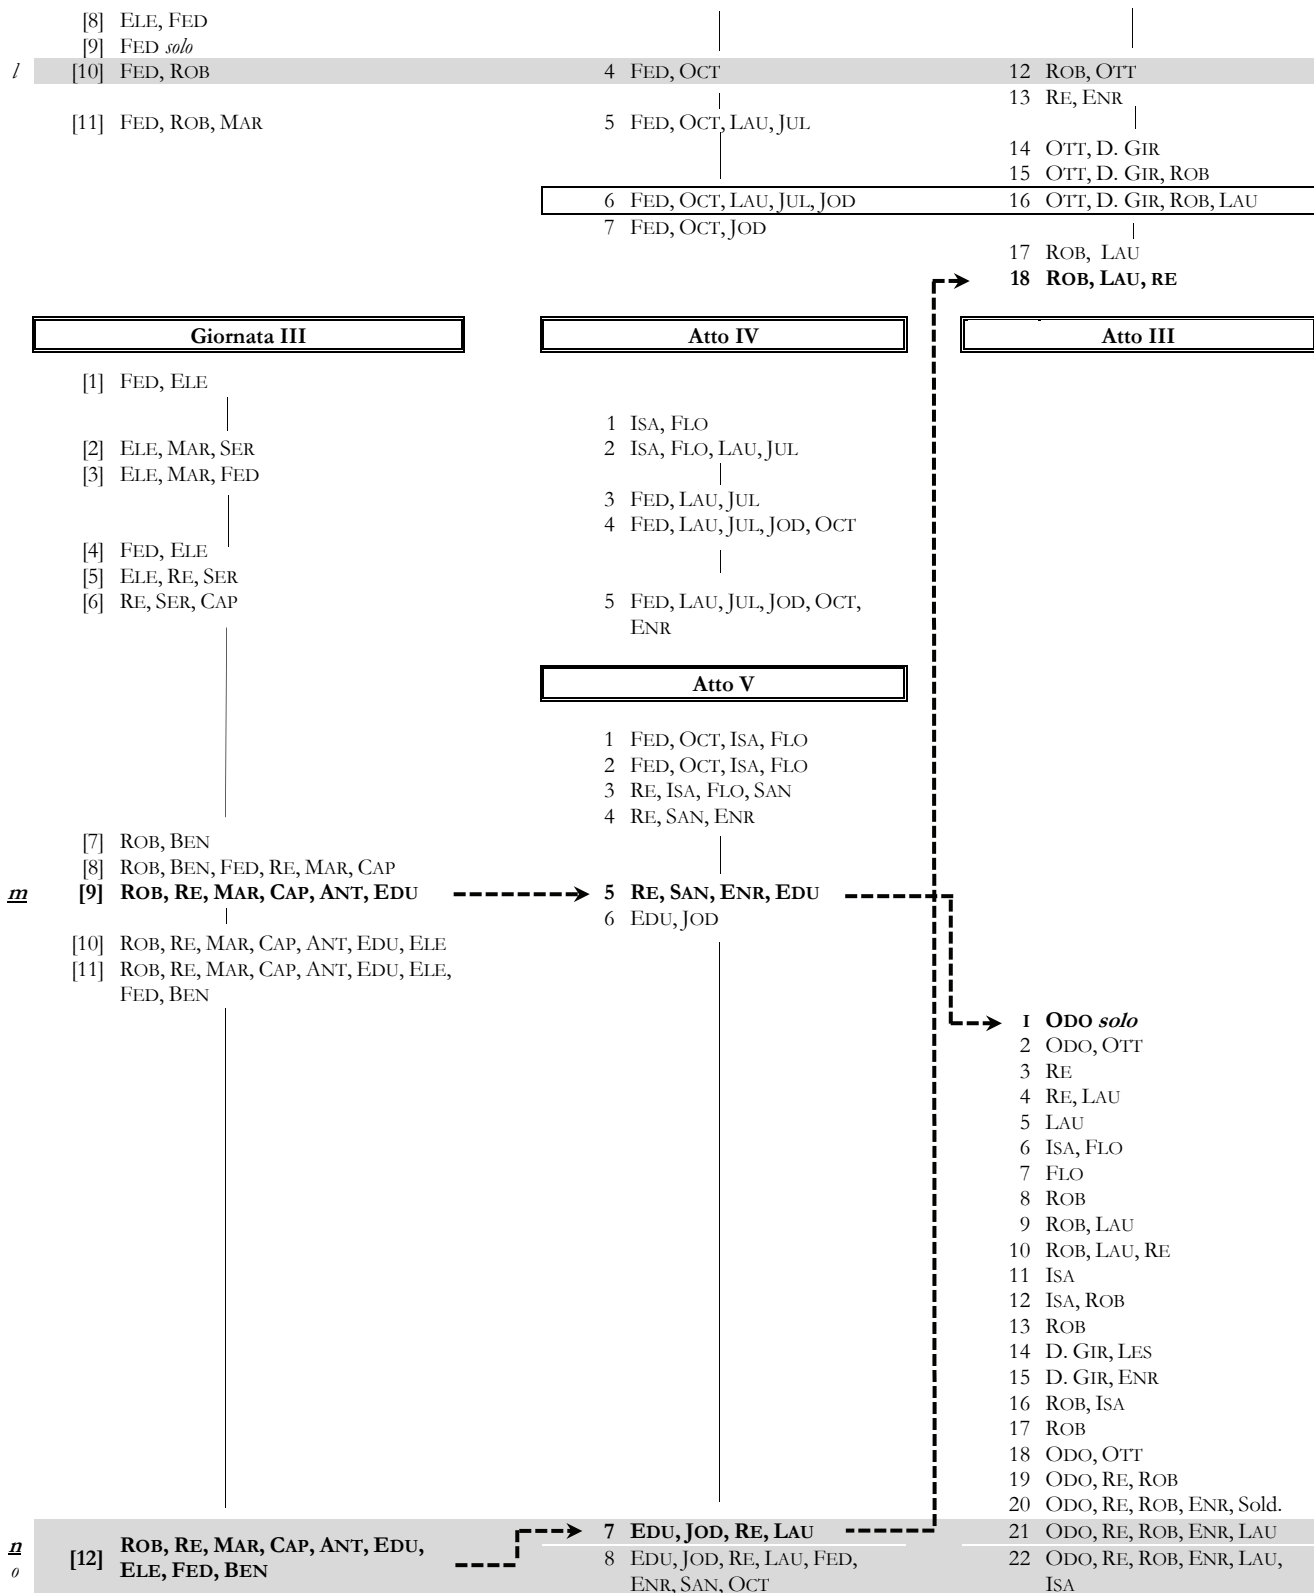 [8] ELE, FED
[9] FED solo
l [10] FED, ROB 4 FED, OCT 12 ROB, OTT
13 RE, ENR
[11] FED, ROB, MAR 5 FED, OCT, LAU, JUL
14 OTT, D. GIR
15 OTT, D. GIR, ROB
6 FED, OCT, LAU, JUL, JOD 16 OTT, D. GIR, ROB, LAU
7 FED, OCT, JOD
17 ROB, LAU
18 ROB, LAU, RE
Giornata III Atto IV Atto III
[1] FED, ELE
1 ISA, FLO
[2] ELE, MAR, SER 2 ISA, FLO, LAU, JUL
[3] ELE, MAR, FED
3 FED, LAU, JUL
4 FED, LAU, JUL, JOD, OCT
[4] FED, ELE
[5] ELE, RE, SER
[6] RE, SER, CAP 5 FED, LAU, JUL, JOD, OCT,
ENR
Atto V
1 FED, OCT, ISA, FLO
2 FED, OCT, ISA, FLO
3 RE, ISA, FLO, SAN
4 RE, SAN, ENR
[7] ROB, BEN
[8] ROB, BEN, FED, RE, MAR, CAP
m [9] ROB, RE, MAR, CAP, ANT, EDU 5 RE, SAN, ENR, EDU
6 EDU, JOD
[10] ROB, RE, MAR, CAP, ANT, EDU, ELE
[11] ROB, RE, MAR, CAP, ANT, EDU, ELE,
FED, BEN
I ODO solo
2 ODO, OTT
3 RE
4 RE, LAU
5 LAU
6 ISA, FLO
7 FLO
8 ROB
9 ROB, LAU
10 ROB, LAU, RE
11 ISA
12 ISA, ROB
13 ROB
14 D. GIR, LES
15 D. GIR, ENR
16 ROB, ISA
17 ROB
18 ODO, OTT
19 ODO, RE, ROB
20 ODO, RE, ROB, ENR, Sold.
n [12] ROB, RE, MAR, CAP, ANT, EDU, 7 EDU, JOD, RE, LAU 21 ODO, RE, ROB, ENR, LAU
o ELE, FED, BEN 8 EDU, JOD, RE, LAU, FED, 22 ODO, RE, ROB, ENR, LAU,
ENR, SAN, OCT ISA